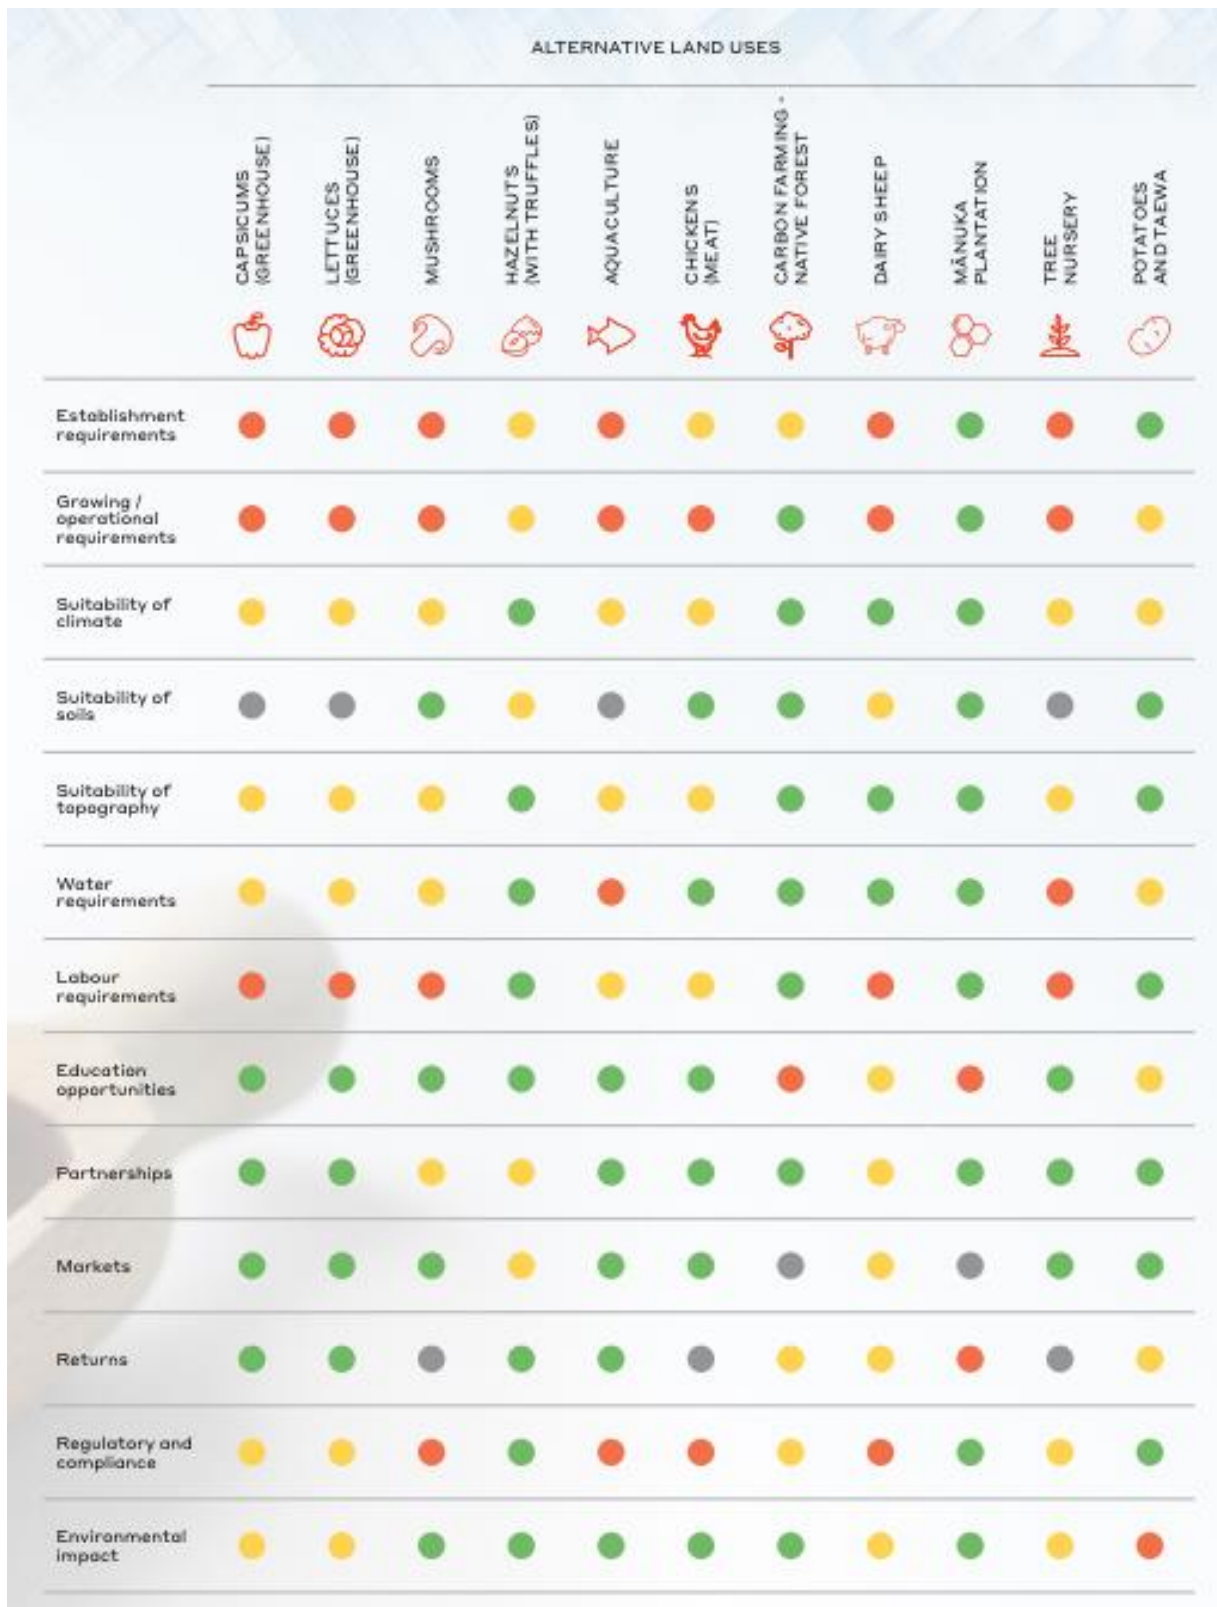 ALTERNATIVE LAND USES
CAPSICUMS
(GREENHOUSE)
LETTUCES
(GREENHOUSE)
MUSHROOMS
HAZELNUTS
(WITH TRUFFLES)
AQUACULTURE
CHICKENS
(MEAT)
CARBON FARMING -
NATIVE FOREST
DAIRY SHEEP
MĀNUKA
PLANTATION
TREE
NURSERY
POTATOES
AND TAEWA
Establishment
requirements
Growing /
operational
requirements
Suitability of
climate
Suitability of
soils
Suitability of
topography
Water
requirements
Labour
requirements
Education
opportunities
Partnerships
Markets
Returns
Regulatory and
compliance
Environmental
impact